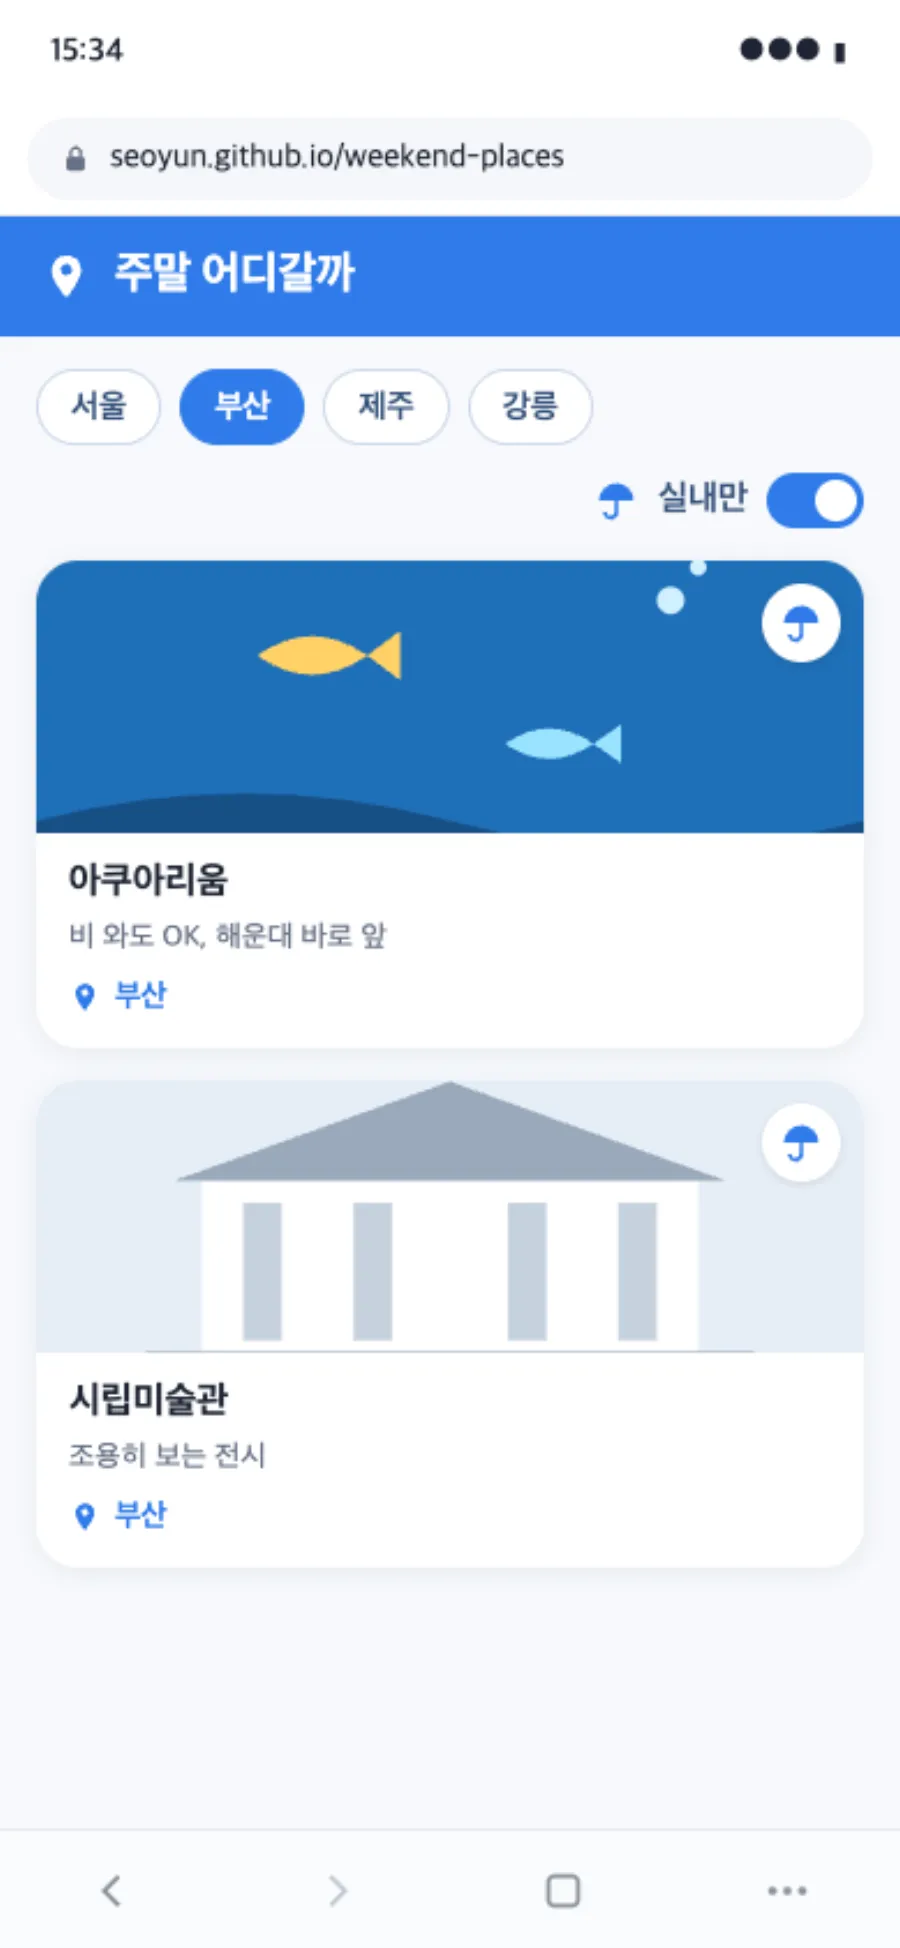 15:34
seoyun.github.io/weekend-places
주말 어디갈까
서울 부산 제주 강릉
실내만
아쿠아리움
비 와도 OK, 해운대 바로 앞
부산
시립미술관
조용히 보는 전시
부산